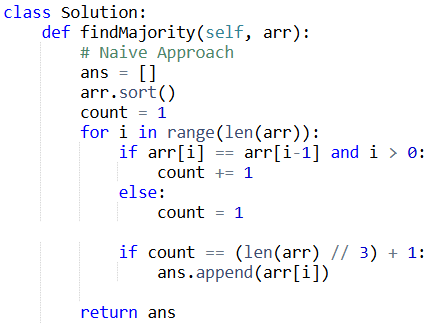 class Solution:
    def findMajority(self, arr):
        # Naive Approach
        ans = []
        arr.sort()
        count = 1
        for i in range(len(arr)):
            if arr[i] == arr[i-1] and i > 0:
                count += 1
            else:
                count = 1

            if count == (len(arr) // 3) + 1:
                ans.append(arr[i])

        return ans